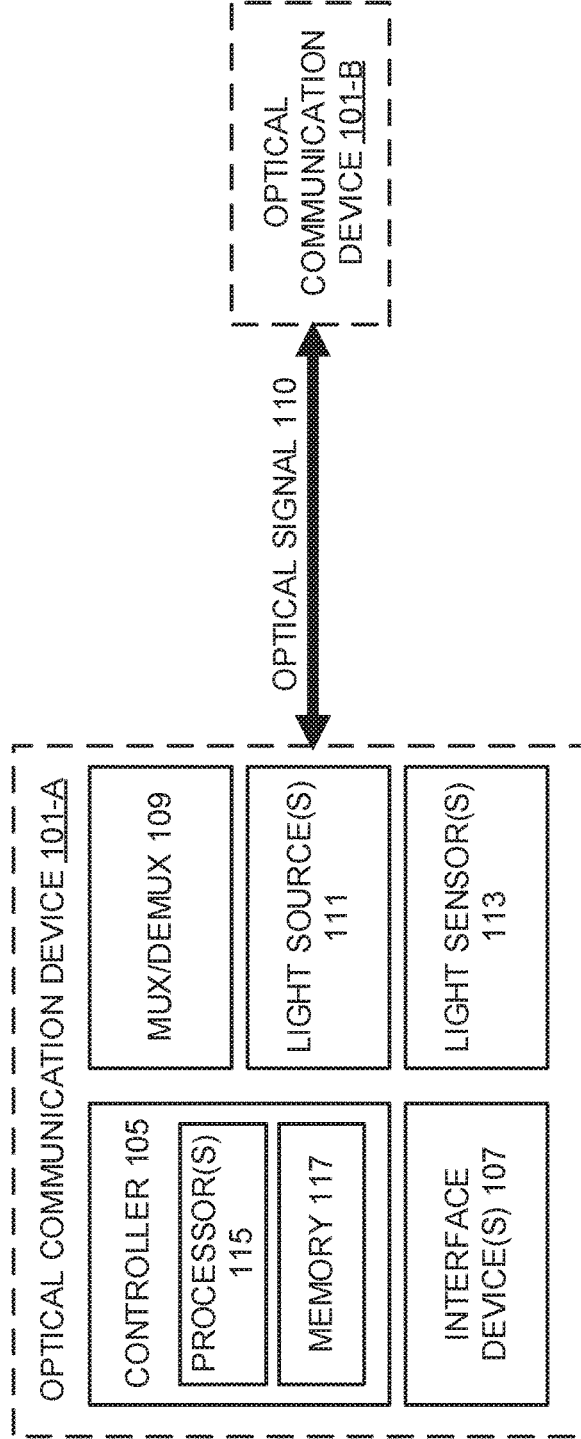 OPTICAL COMMUNICATION DEVICE 101-A
CONTROLLER 105
PROCESSOR(S)
115
MEMORY 117
INTERFACE
DEVICE(S) 107
MUX/DEMUX 109
LIGHT SOURCE(S)
111
LIGHT SENSOR(S)
113
OPTICAL SIGNAL 110
OPTICAL
COMMUNICATION
DEVICE 101-B